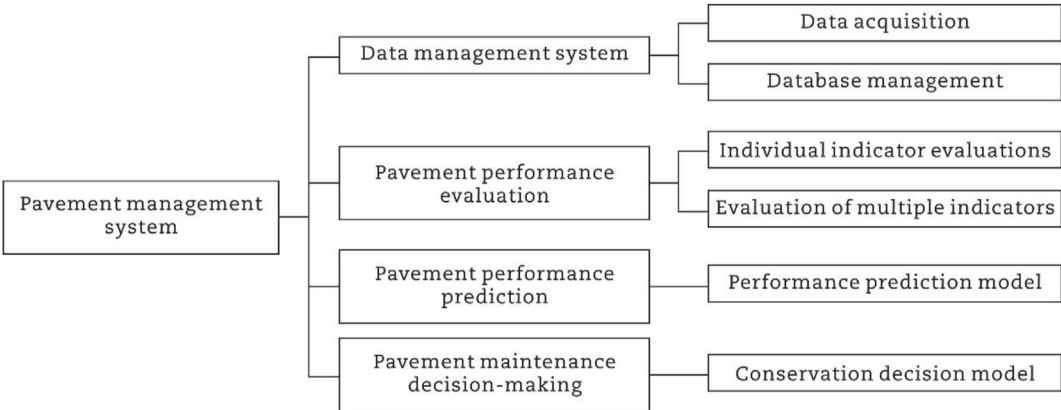 Pavement management
system
Data management system
Data acquisition
Database management
Pavement performance
evaluation
Individual indicator evaluations
Evaluation of multiple indicators
Pavement performance
prediction
Performance prediction model
Pavement maintenance
decision-making
Conservation decision model